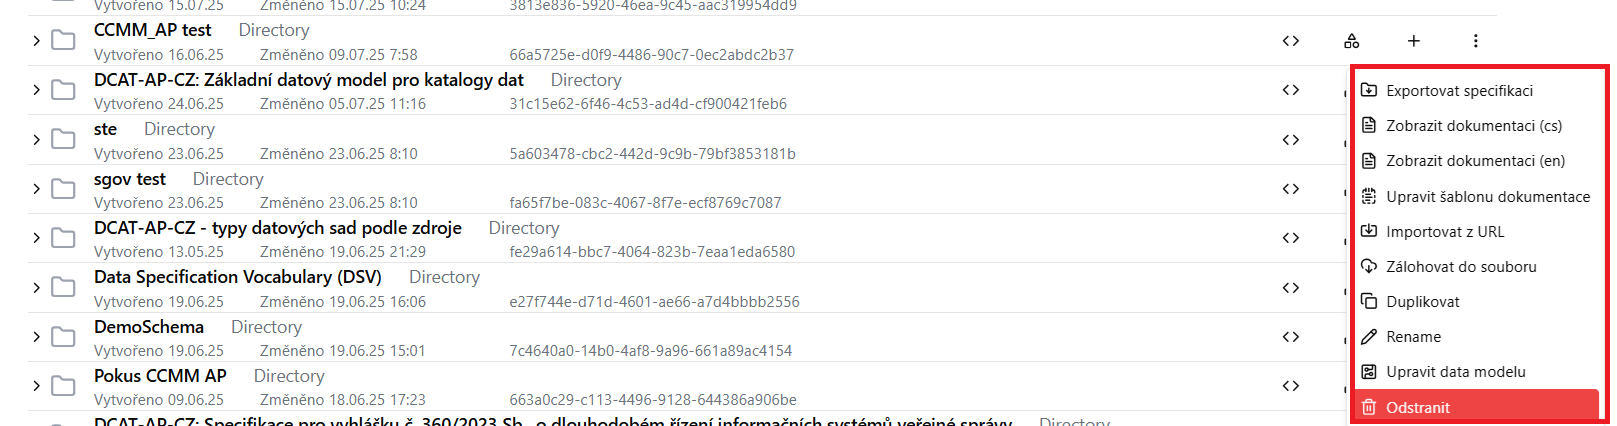 Vytvořeno 15.07.25 Změněno 15.07.25 10:24 3813e836-5920-46ea-9c45-aac319954dd9
CCMM_AP test Directory
Vytvořeno 16.06.25 Změněno 09.07.25 7:58 66a5725e-d0f9-4486-90c7-0ec2abdc2b37
DCAT-AP-CZ: Základní datový model pro katalogy dat Directory
Vytvořeno 24.06.25 Změněno 05.07.25 11:16 31c15e62-6f46-4c53-ad4d-cf900421feb6
ste Directory
Vytvořeno 23.06.25 Změněno 23.06.25 8:10 5a603478-cbc2-442d-9c9b-79bf3853181b
sgov test Directory
Vytvořeno 23.06.25 Změněno 23.06.25 8:10 fa65f7be-083c-4067-8f7e-ecf8769c7087
DCAT-AP-CZ - typy datových sad podle zdroje Directory
Vytvořeno 13.05.25 Změněno 19.06.25 21:29 fe29a614-bbc7-4064-823b-7eaa1eda6580
Data Specification Vocabulary (DSV) Directory
Vytvořeno 19.06.25 Změněno 19.06.25 16:06 e27f744e-d71d-4601-ae66-a7d4bbbb2556
DemoSchema Directory
Vytvořeno 19.06.25 Změněno 19.06.25 15:01 7c4640a0-14b0-4af8-9a96-661a89ac4154
Pokus CCMM AP Directory
Vytvořeno 09.06.25 Změněno 18.06.25 17:23 663a0c29-c113-4496-9128-644386a906be
DCAT-AP-CZ: Specifikace pro vyhlášku č. 360/2023 Sb., o dlouhodobém řízení informačních systémů veřejné správy Directory
Exportovat specifikaci
Zobrazit dokumentaci (cs)
Zobrazit dokumentaci (en)
Upravit šablonu dokumentace
Importovat z URL
Zálohovat do souboru
Duplikovat
Rename
Upravit data modelu
Odstranit